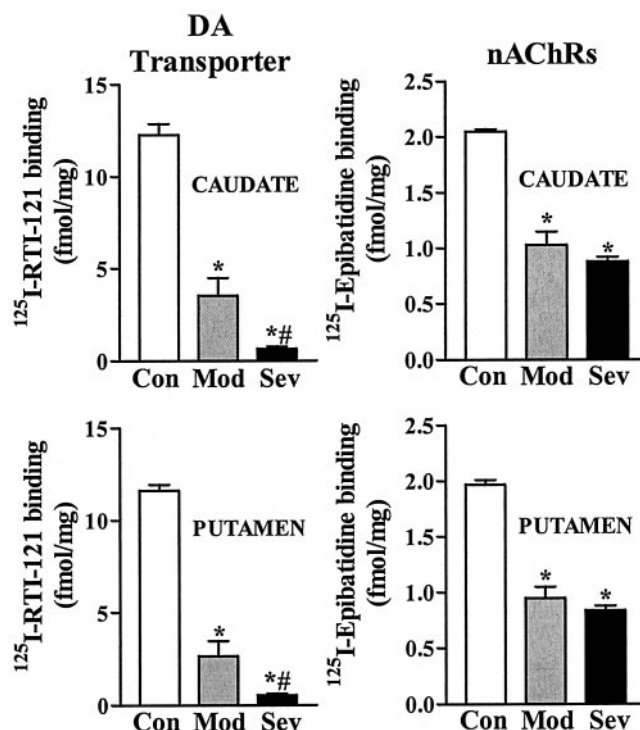 DA
Transporter
nAChRs
¹²⁵I-RTI-121 binding
(fmol/mg)
15
10
5
0
CAUDATE
*
*#
Con Mod Sev
¹²⁵I-Epibatidine binding
(fmol/mg)
2.5
2.0
1.5
1.0
0.5
0.0
CAUDATE
*
*
Con Mod Sev
¹²⁵I-RTI-121 binding
(fmol/mg)
15
10
5
0
PUTAMEN
*
*#
Con Mod Sev
¹²⁵I-Epibatidine binding
(fmol/mg)
2.5
2.0
1.5
1.0
0.5
0.0
PUTAMEN
*
*
Con Mod Sev